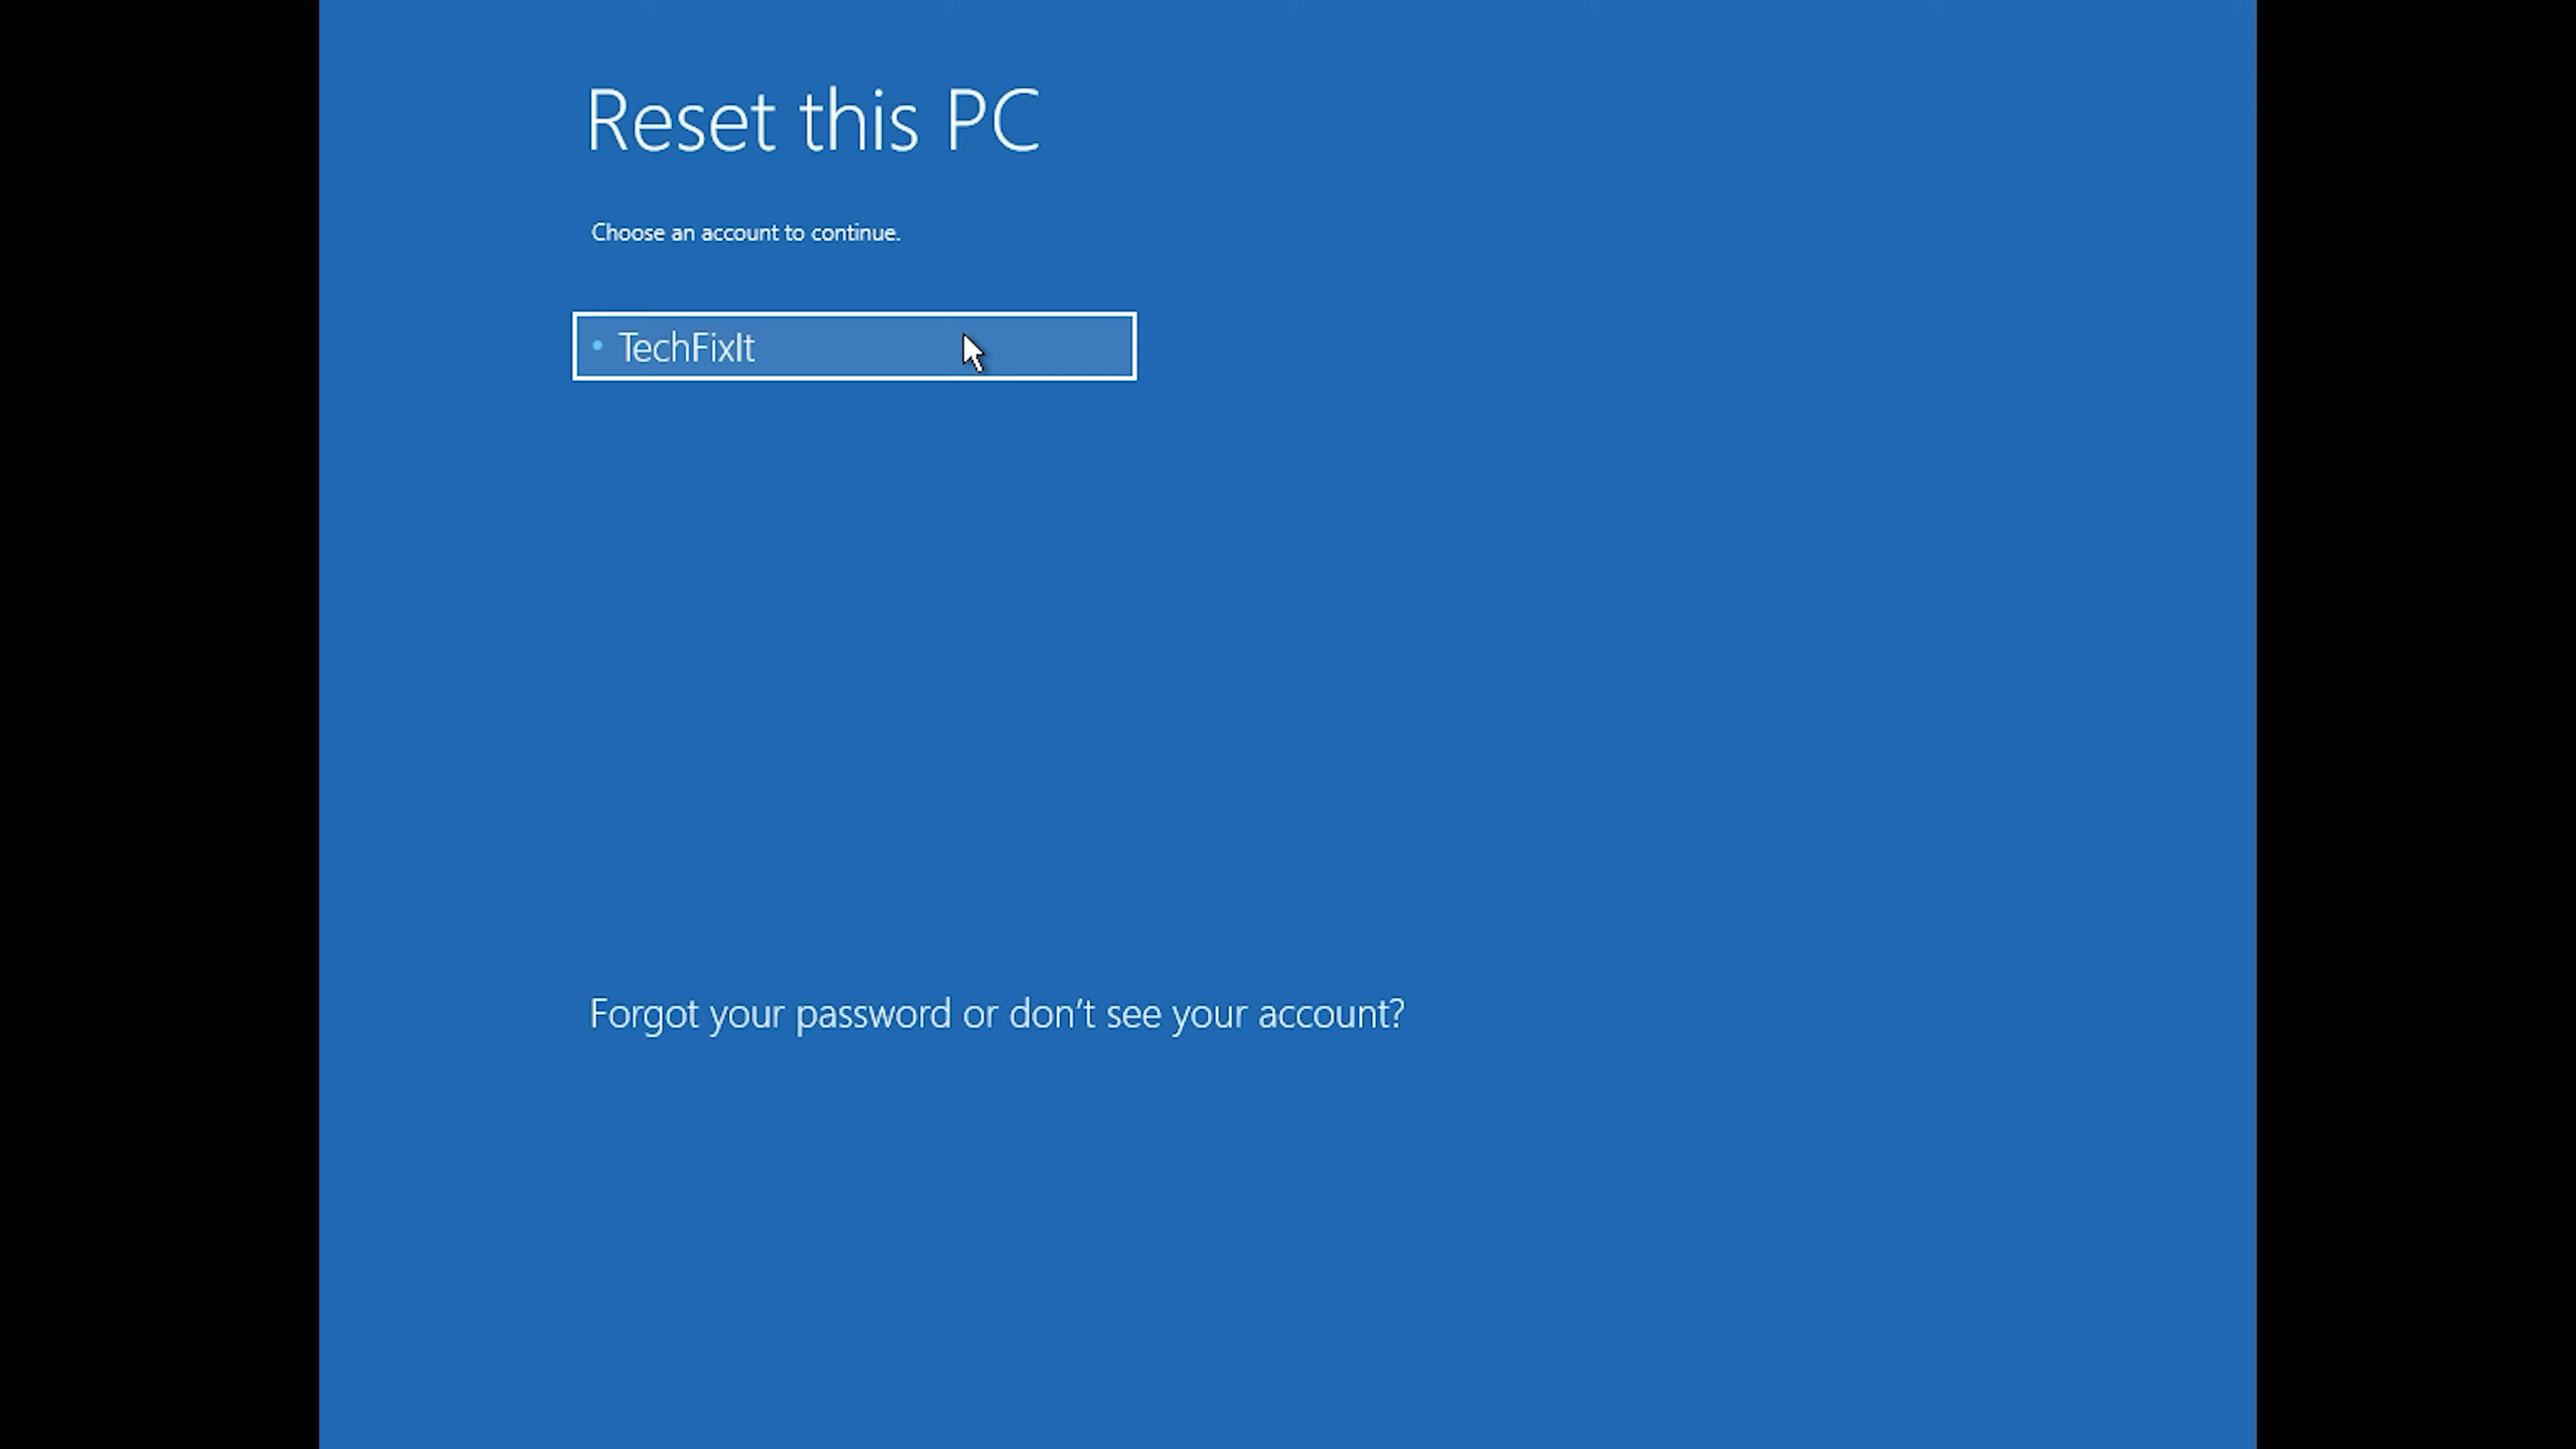 Reset this PC
Choose an account to continue.
TechFixIt
Forgot your password or don't see your account?